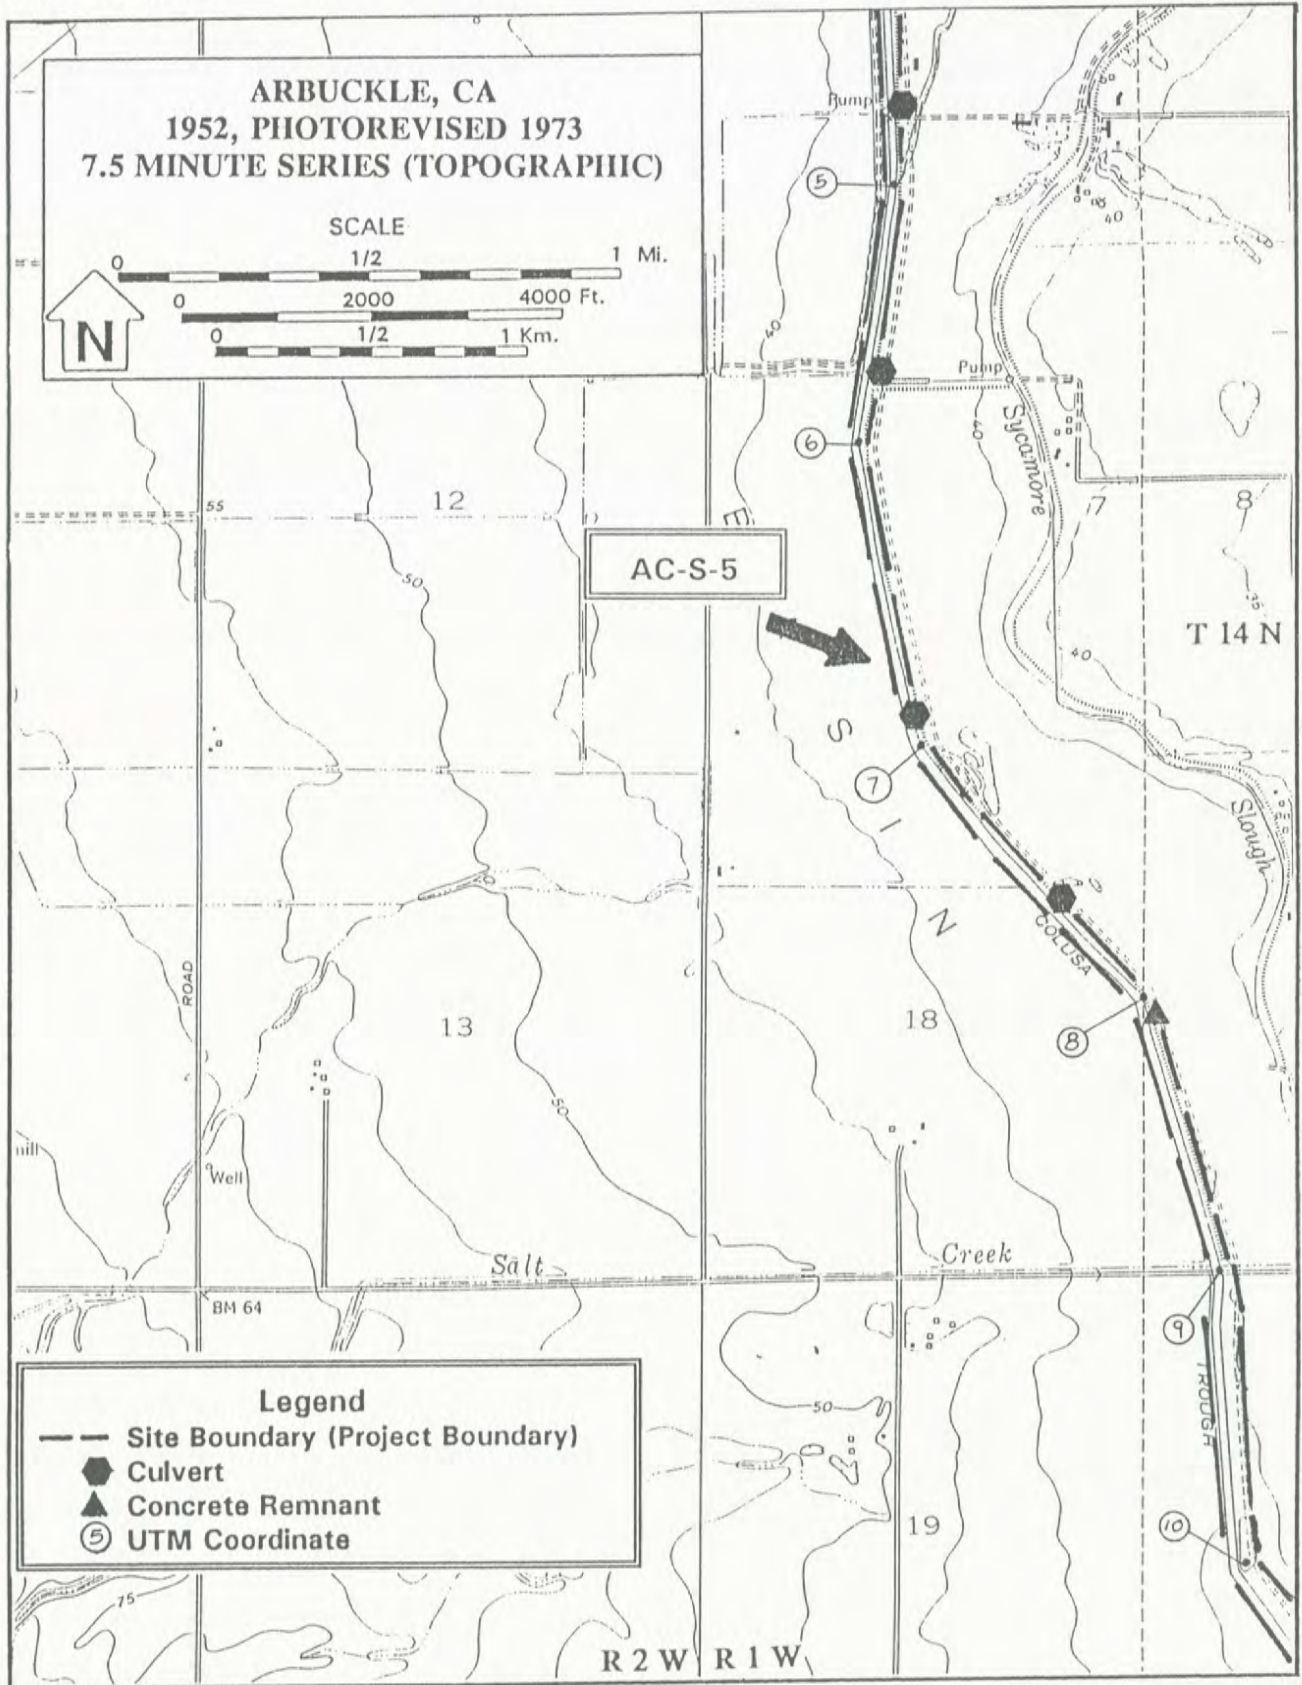 ARBUCKLE, CA
1952, PHOTOREVISED 1973
7.5 MINUTE SERIES (TOPOGRAPHIC)
SCALE
0 1/2 1 Mi.
0 2000 4000 Ft.
0 1/2 1 Km.
N
Pump
5
40
40
Pump
6
Sycamore
40
55
12
7
8
E
AC-S-5
50
35
T 14 N
40
S
7
I
Slough
N
COLUSA
ROAD
13
18
8
50
Well
Salt
Creek
BM 64
9
TROUGH
Legend
Site Boundary (Project Boundary)
Culvert
Concrete Remnant
5 UTM Coordinate
50
19
10
75
R 2 W
R 1 W